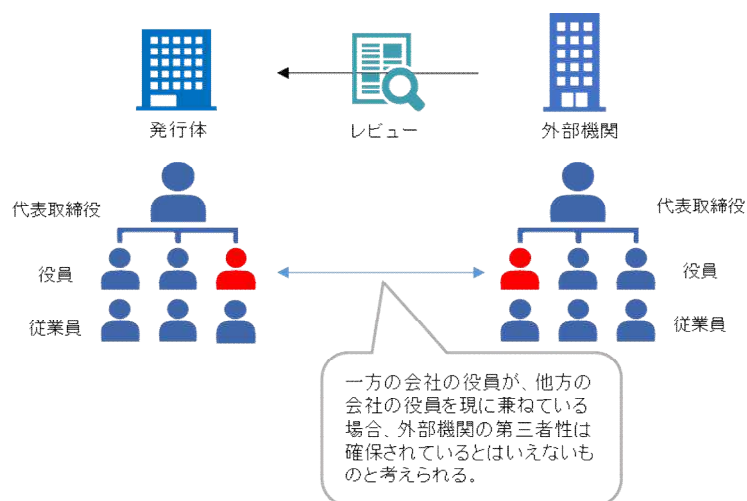 発行体
レビュー
外部機関
代表取締役
代表取締役
役員
役員
従業員
従業員
一方の会社の役員が、他方の
会社の役員を現に兼ねている
場合、外部機関の第三者性は
確保されているとはいえないも
のと考えられる。